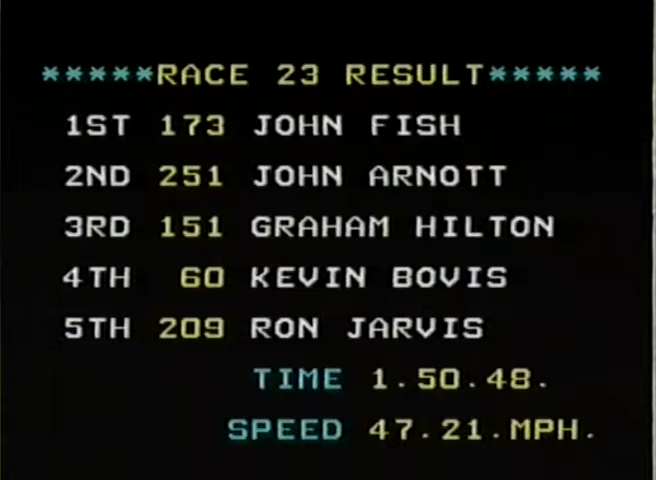 *****RACE 23 RESULT*****
1ST 173 JOHN FISH
2ND 251 JOHN ARNOTT
3RD 151 GRAHAM HILTON
4TH 60 KEVIN BOVIS
5TH 209 RON JARVIS
TIME 1.50.48.
SPEED 47.21.MPH.